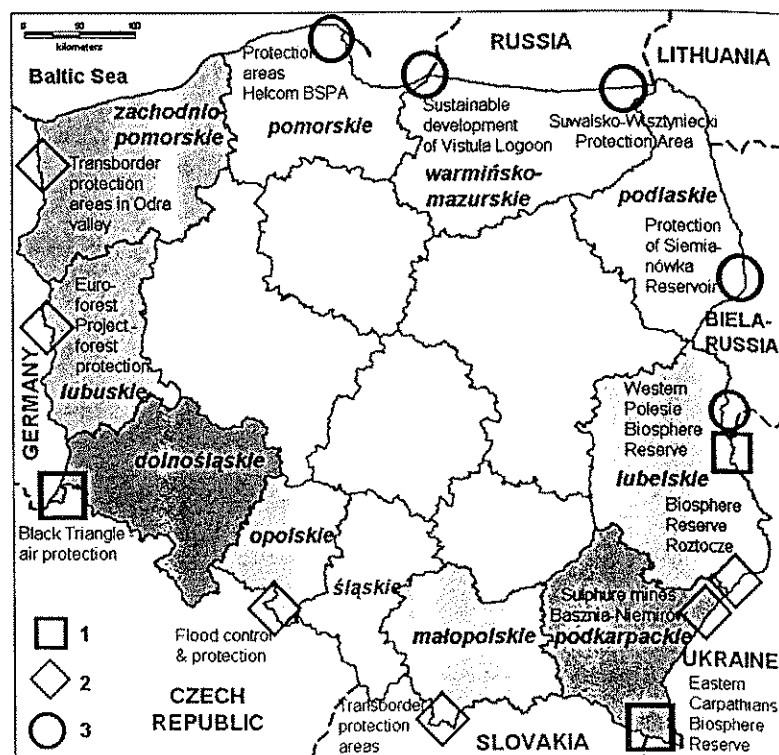 0 50 100
kilometers
Baltic Sea
RUSSIA
LITHUANIA
Protection
areas
Helcom BSPA
pomorskie
zachodnio-
pomorskie
Sustainable
development
of Vistula Logoon
warmińsko-
mazurskie
Suwalsko-Wisztyniecki
Protection Area
podlaskie
Transborder
protection
areas in Odra
valley
Protection
of Siemia-
nówka
Reservoir
Euro-
forest
Project-
forest
protection
lubuskie
GERMANY
BIELA-
RUSSIA
Western
Polesie
Biosphere
Reserve
lubelskie
Biosphere
Reserve
Roztocze
dolnośląskie
Black Triangle -
air protection
opolskie
śląskie
Flood control
& protection
małopolskie
Sulphure mines
Basznia-Niemirów
podkarpackie
UKRAINE
Eastern
Carpathians
Biosphere
Reserve
1
2
3
CZECH
REPUBLIC
Transborder
protection
areas
SLOVAKIA